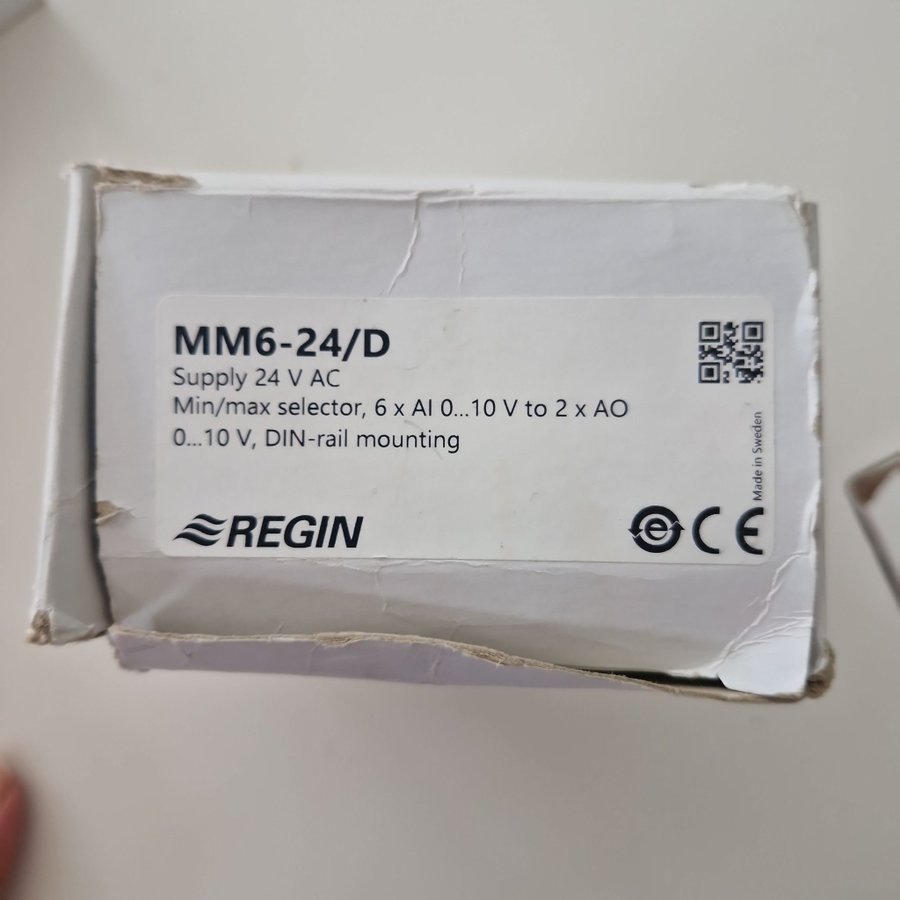 MM6-24/D
Supply 24 V AC
Min/max selector, 6 x AI 0...10 V to 2 x AO
0...10 V, DIN-rail mounting
Made in Sweden
REGIN
e CE